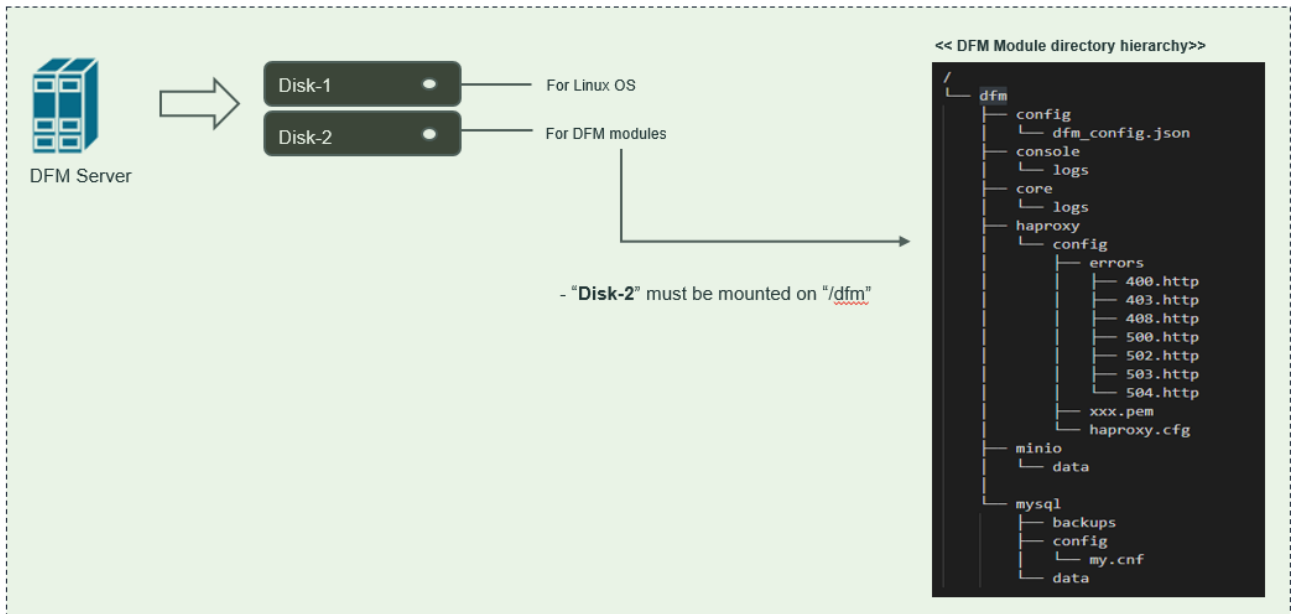 DFM Server
Disk-1
For Linux OS
Disk-2
For DFM modules
- “Disk-2” must be mounted on “/dfm”
<< DFM Module directory hierarchy>>
/
└── dfm
├── config
│ └── dfm_config.json
├── console
│ └── logs
├── core
│ └── logs
├── haproxy
│ └── config
│ ├── errors
│ │ ├── 400.http
│ │ ├── 403.http
│ │ ├── 408.http
│ │ ├── 500.http
│ │ ├── 502.http
│ │ ├── 503.http
│ │ └── 504.http
│ ├── xxx.pem
│ └── haproxy.cfg
├── minio
│ └── data
│
└── mysql
├── backups
├── config
│ └── my.cnf
└── data